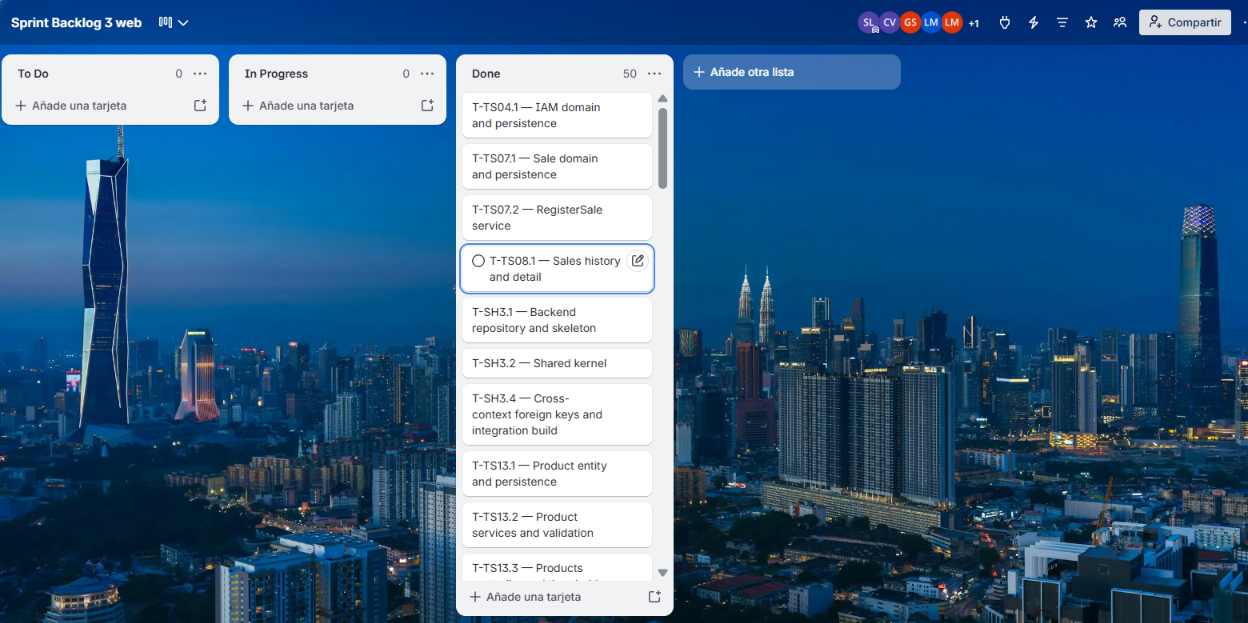 Sprint Backlog 3 web
SL CV GS LM LM +1
Compartir
To Do 0
Añade una tarjeta
In Progress 0
Añade una tarjeta
Done 50
T-TS04.1 — IAM domain
and persistence
T-TS07.1 — Sale domain
and persistence
T-TS07.2 — RegisterSale
service
T-TS08.1 — Sales history
and detail
T-SH3.1 — Backend
repository and skeleton
T-SH3.2 — Shared kernel
T-SH3.4 — Cross-
context foreign keys and
integration build
T-TS13.1 — Product entity
and persistence
T-TS13.2 — Product
services and validation
T-TS13.3 — Products
Añade una tarjeta
Añade otra lista